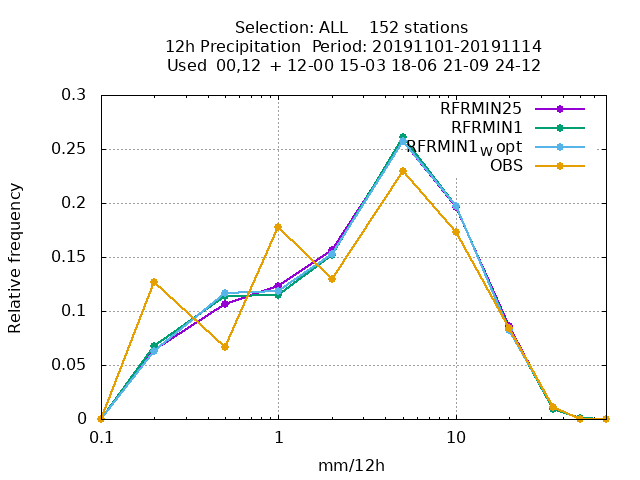 Selection: ALL    152 stations
12h Precipitation  Period: 20191101-20191114
Used  00,12  + 12-00 15-03 18-06 21-09 24-12
0.3
RFRMIN25
RFRMIN1
0.25
RFRMIN1W opt
OBS
0.2
Relative frequency
0.15
0.1
0.05
0
0.1
1
10
mm/12h